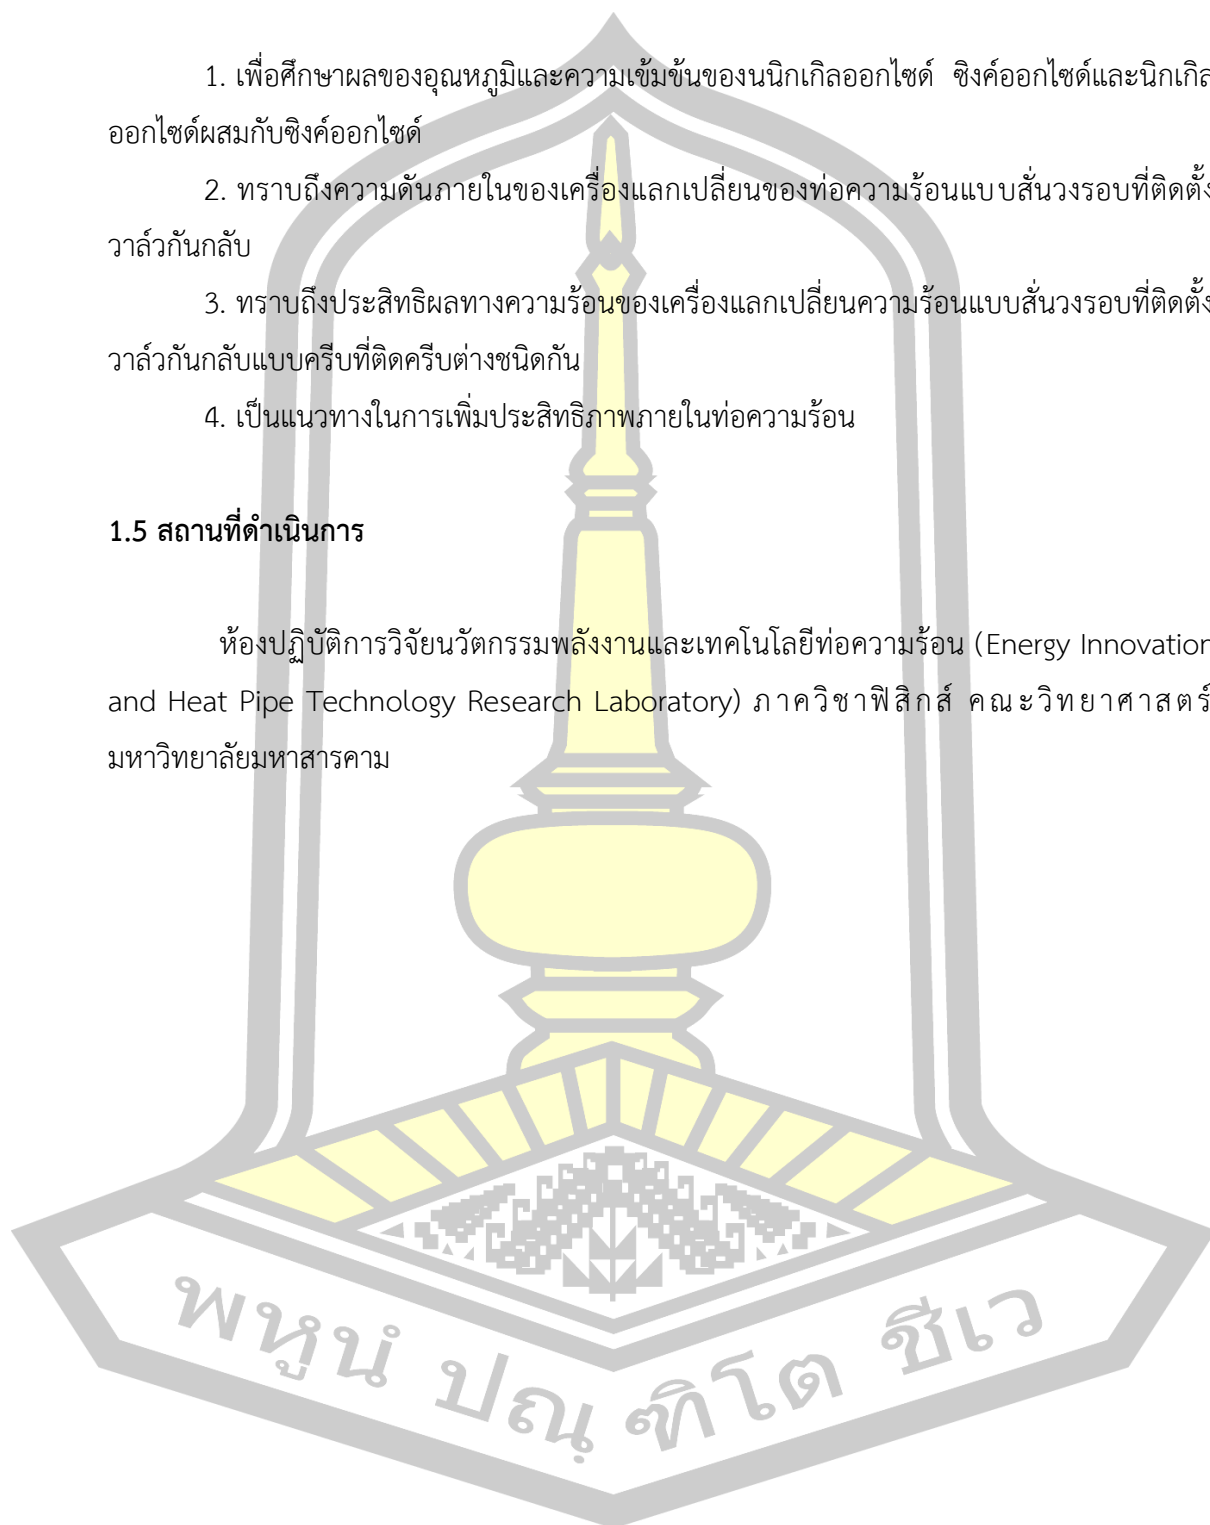 1. เพื่อศึกษาผลของอุณหภูมิและความเข้มข้นของนนิกเกิลออกไซด์ ซิงค์ออกไซด์และนิกเกิล
ออกไซด์ผสมกับซิงค์ออกไซด์
2. ทราบถึงความดันภายในของเครื่องแลกเปลี่ยนของท่อความร้อนแบบสั่นวงรอบที่ติดตั้ง
วาล์วกันกลับ
3. ทราบถึงประสิทธิผลทางความร้อนของเครื่องแลกเปลี่ยนความร้อนแบบสั่นวงรอบที่ติดตั้ง
วาล์วกันกลับแบบครีบที่ติดครีบต่างชนิดกัน
4. เป็นแนวทางในการเพิ่มประสิทธิภาพภายในท่อความร้อน
1.5 สถานที่ดำเนินการ
ห้องปฏิบัติการวิจัยนวัตกรรมพลังงานและเทคโนโลยีท่อความร้อน (Energy Innovation
and Heat Pipe Technology Research Laboratory) ภาควิชาฟิสิกส์ คณะวิทยาศาสตร์
มหาวิทยาลัยมหาสารคาม
พหูนํ ปณฺฑิโต ชีเว